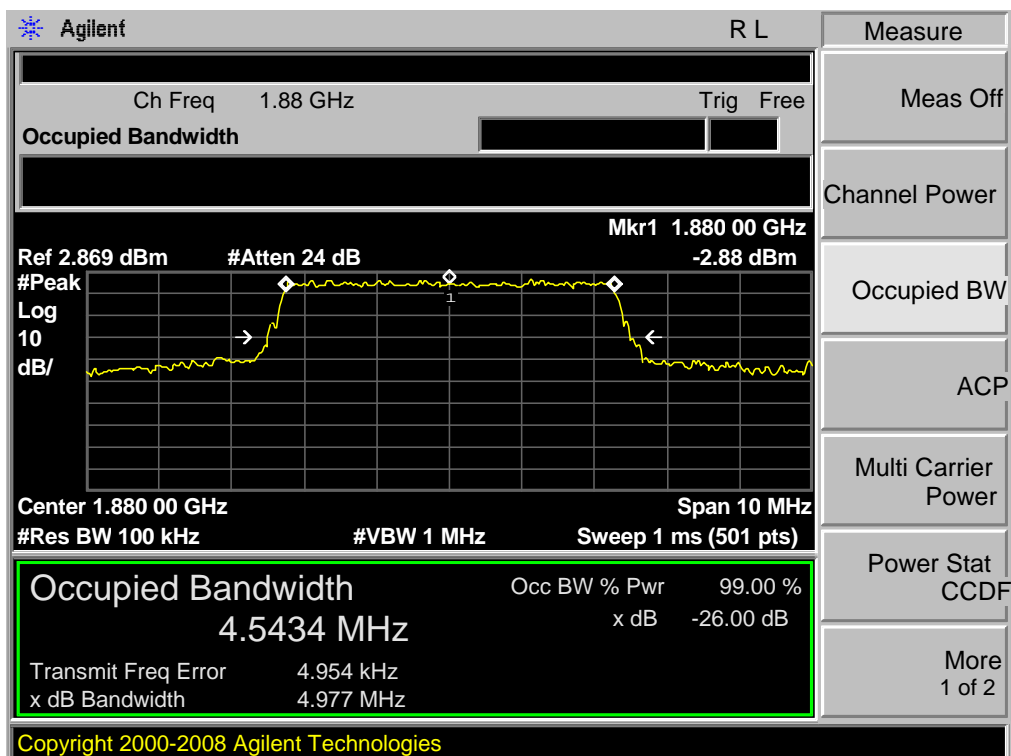 Agilent R L
Ch Freq 1.88 GHz Trig Free
Occupied Bandwidth
Mkr1 1.880 00 GHz
Ref 2.869 dBm #Atten 24 dB -2.88 dBm
#Peak
Log
10
dB/
1
Center 1.880 00 GHz Span 10 MHz
#Res BW 100 kHz #VBW 1 MHz Sweep 1 ms (501 pts)
Occupied Bandwidth Occ BW % Pwr 99.00 %
4.5434 MHz x dB -26.00 dB
Transmit Freq Error 4.954 kHz
x dB Bandwidth 4.977 MHz
Copyright 2000-2008 Agilent Technologies
Measure
Meas Off
Channel Power
Occupied BW
ACP
Multi Carrier
Power
Power Stat
CCDF
More
1 of 2